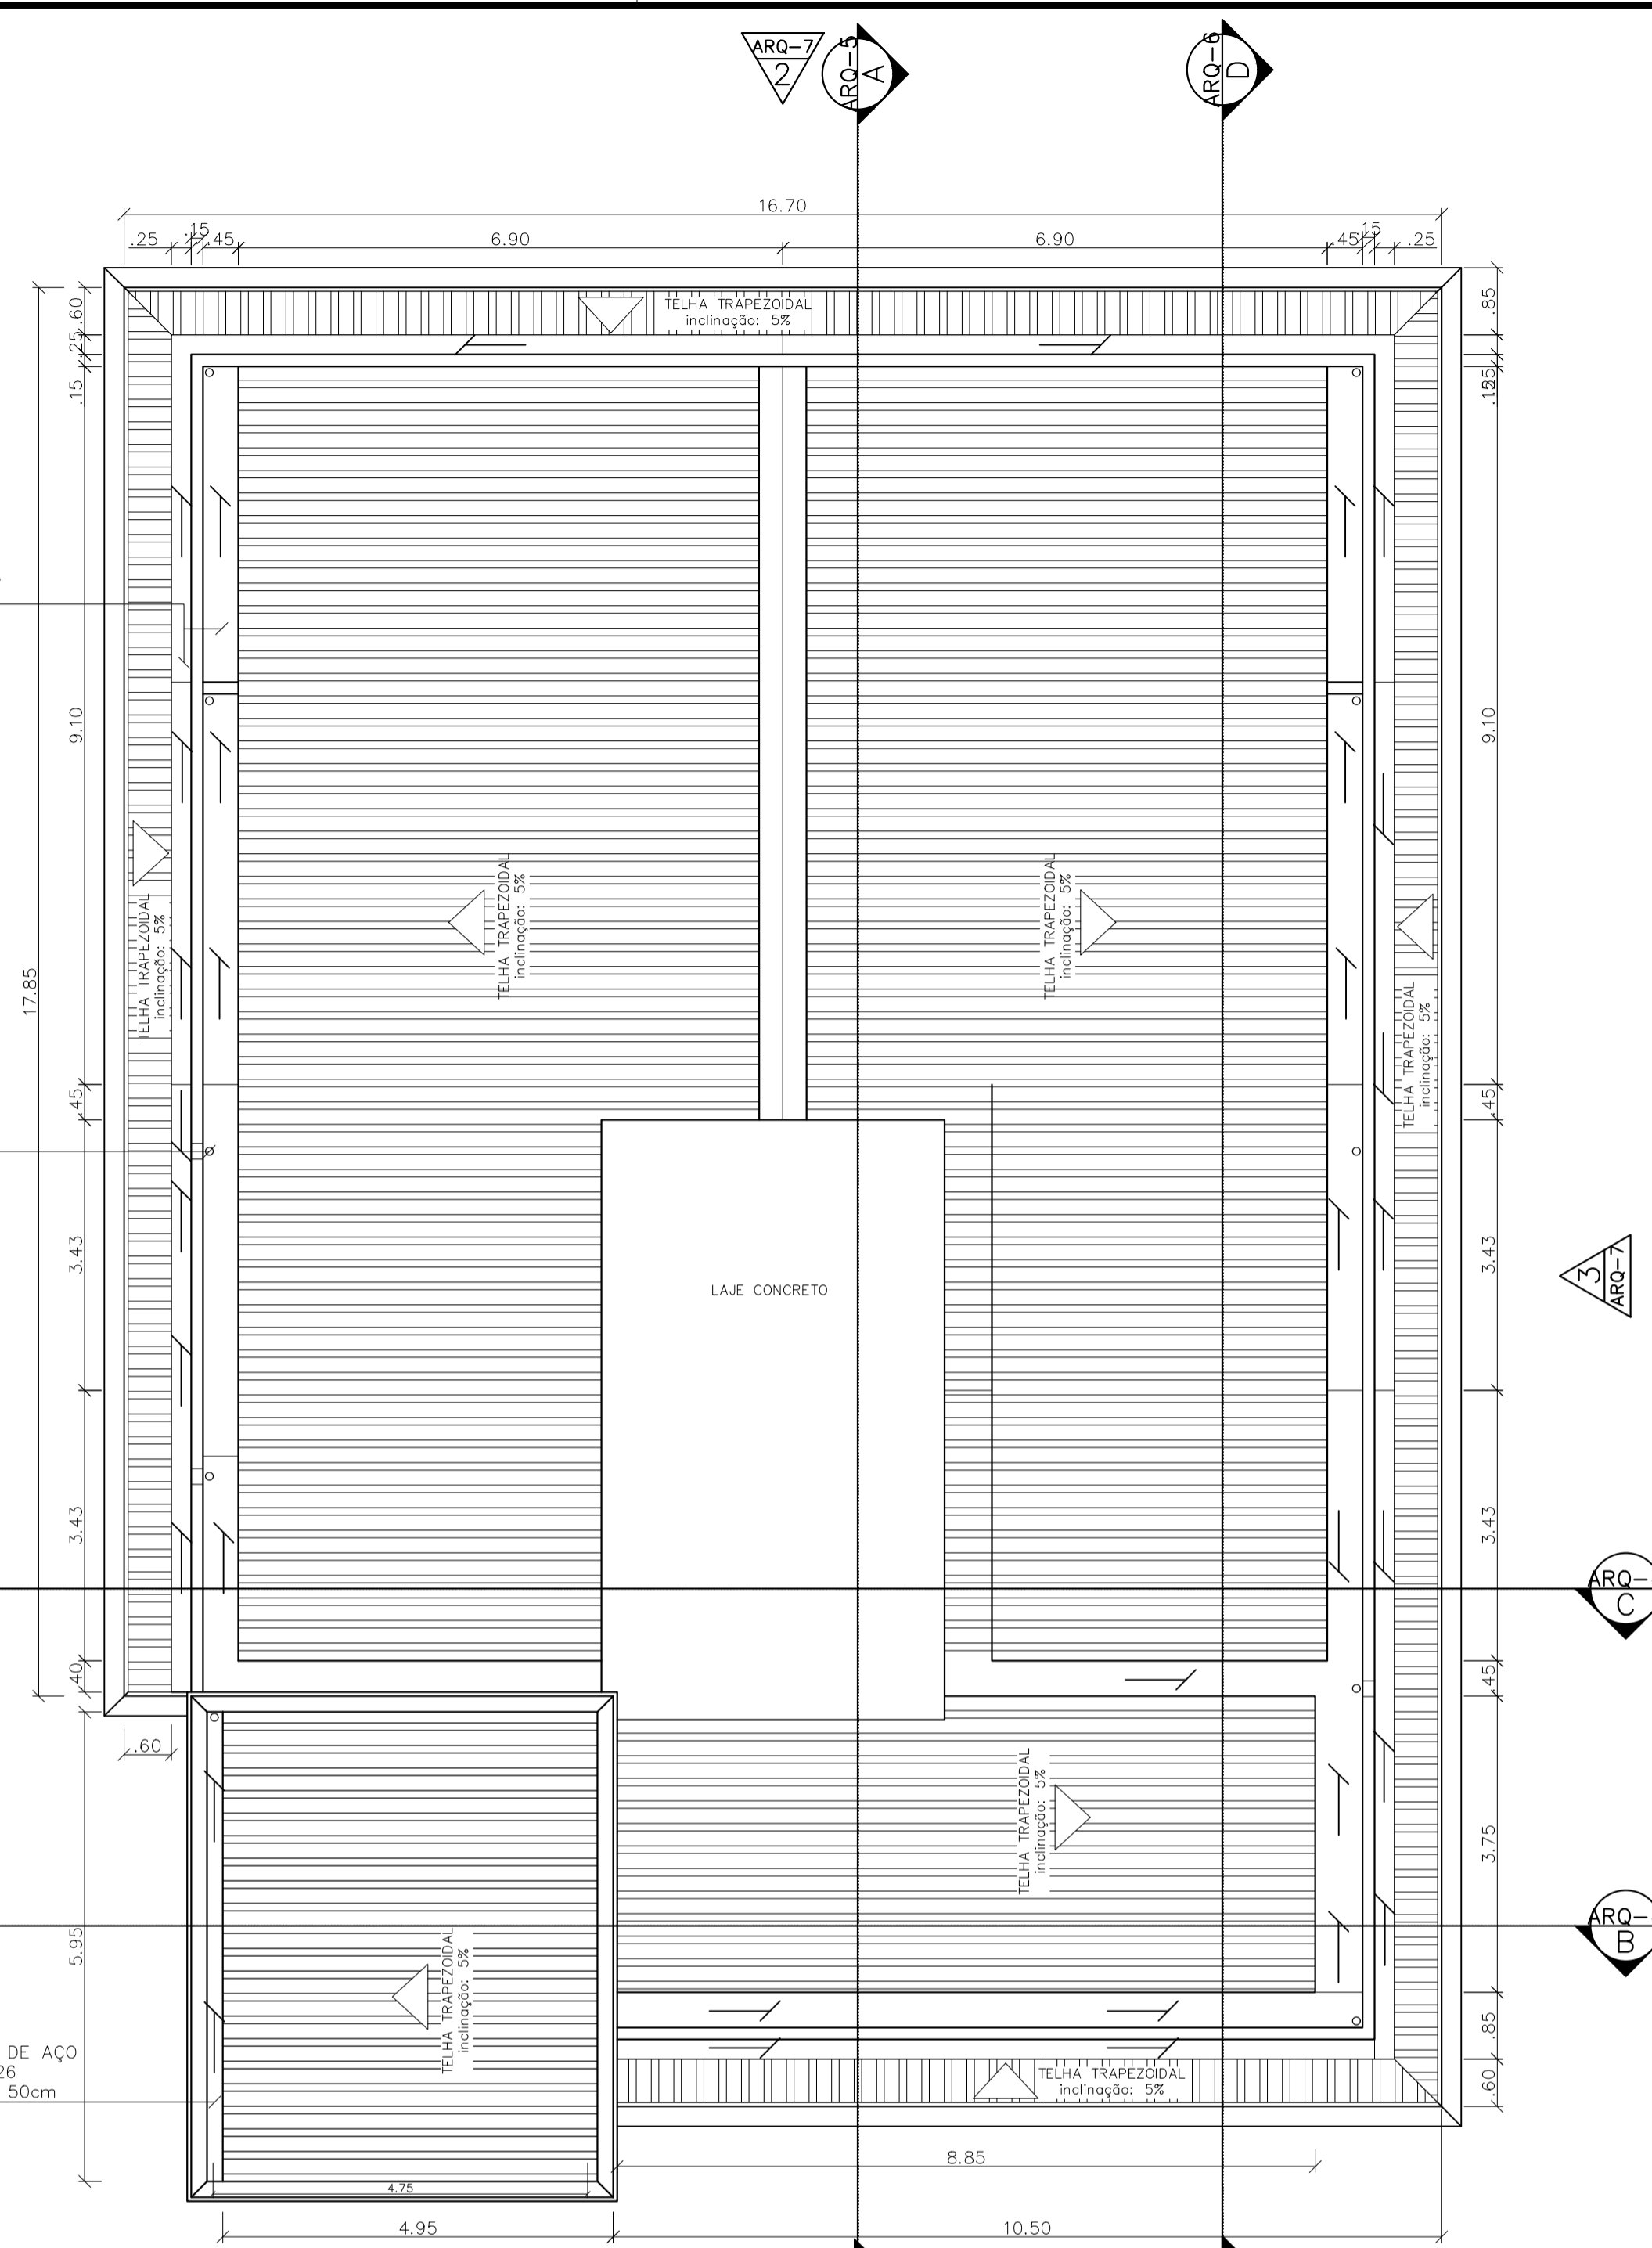 ARQ-7
2
ARQ-5
A
ARQ-6
D
16.70
.25
.15
.45
6.90
6.90
.45
.15
.25
.60
.25
.15
9.10
17.85
.45
3.43
3.43
.40
.60
5.95
.85
9.10
.45
3.43
3.43
.45
3.75
.85
.60
TELHA TRAPEZOIDAL
inclinação: 5%
TELHA TRAPEZOIDAL
inclinação: 5%
TELHA TRAPEZOIDAL
inclinação: 5%
TELHA TRAPEZOIDAL
inclinação: 5%
TELHA TRAPEZOIDAL
inclinação: 5%
LAJE CONCRETO
3
ARQ-7
ARQ-
C
TELHA TRAPEZOIDAL
inclinação: 5%
ARQ-
B
TELHA TRAPEZOIDAL
inclinação: 5%
DE AÇO
26
50cm
TELHA TRAPEZOIDAL
inclinação: 5%
8.85
4.75
4.95
10.50